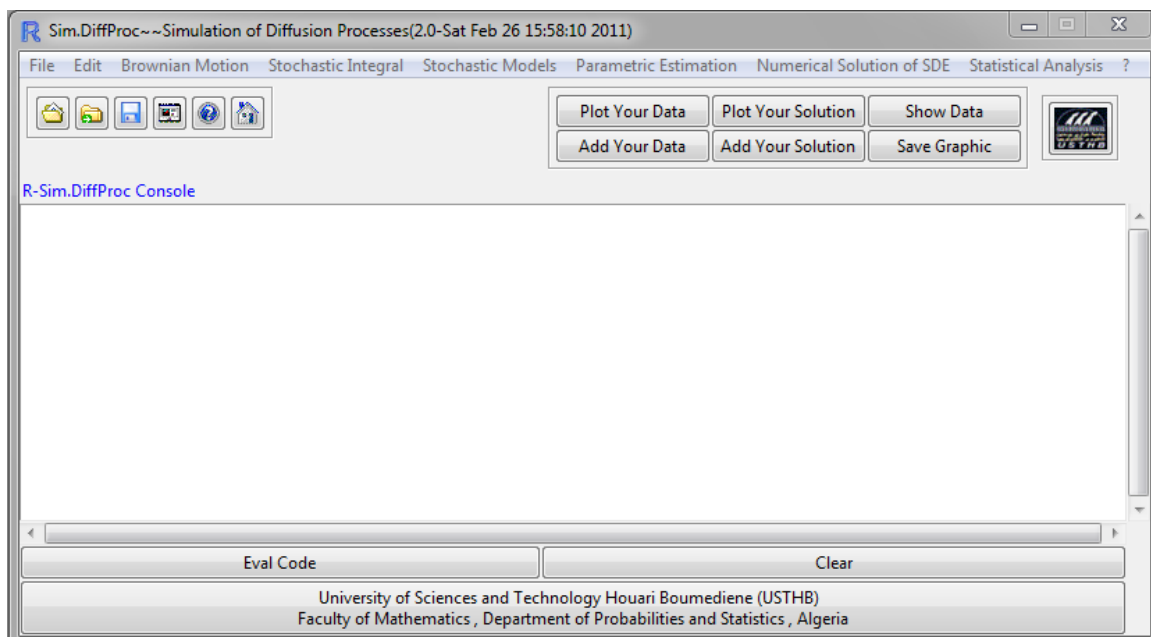 Sim.DiffProc~~Simulation of Diffusion Processes(2.0-Sat Feb 26 15:58:10 2011)
File Edit Brownian Motion Stochastic Integral Stochastic Models Parametric Estimation Numerical Solution of SDE Statistical Analysis ?
Plot Your Data Plot Your Solution Show Data
Add Your Data Add Your Solution Save Graphic
USTHB
R-Sim.DiffProc Console
Eval Code Clear
University of Sciences and Technology Houari Boumediene (USTHB)
Faculty of Mathematics , Department of Probabilities and Statistics , Algeria